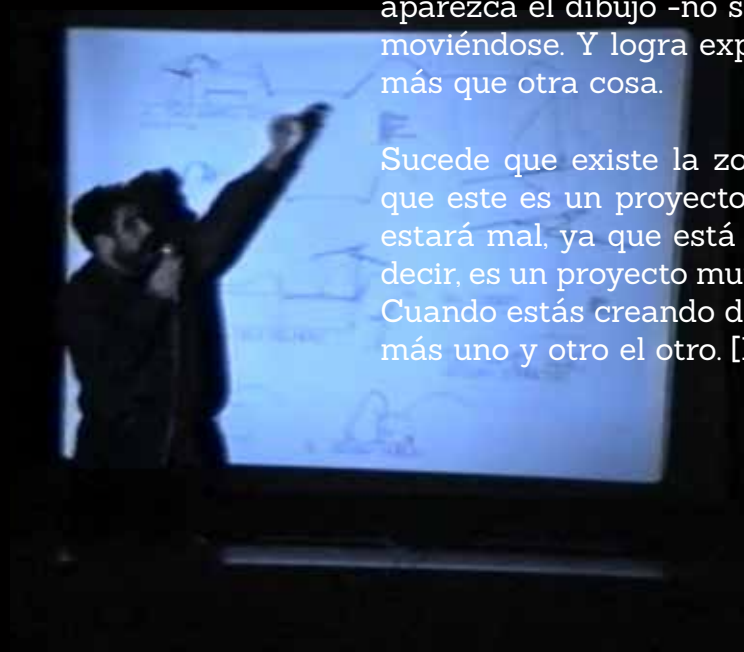 aparezca el dibujo -no s
moviéndose. Y logra exp
más que otra cosa.
Sucede que existe la zo
que este es un proyecto
estará mal, ya que está
decir, es un proyecto mu
Cuando estás creando d
más uno y otro el otro. [